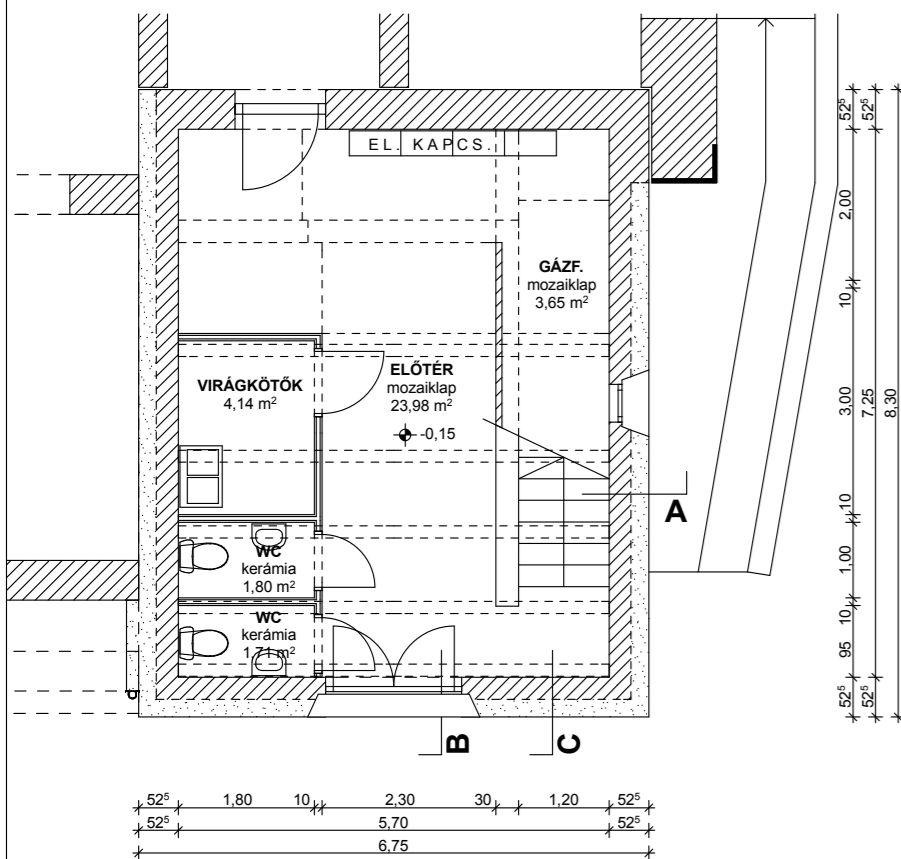 EL. KAPCS.
GÁZF.
mozaiklap
3,65 m²
ELŐTÉR
mozaiklap
23,98 m²
-0,15
VIRÁGKÖTŐK
4,14 m²
WC
kerámia
1,80 m²
WC
kerámia
1,71 m²
A
B
C
52⁵
2,00
10
3,00
10
1,00
10
95
52⁵
52⁵
7,25
52⁵
8,30
52⁵ 1,80 10 2,30 30 1,20 52⁵
52⁵ 5,70 52⁵
6,75